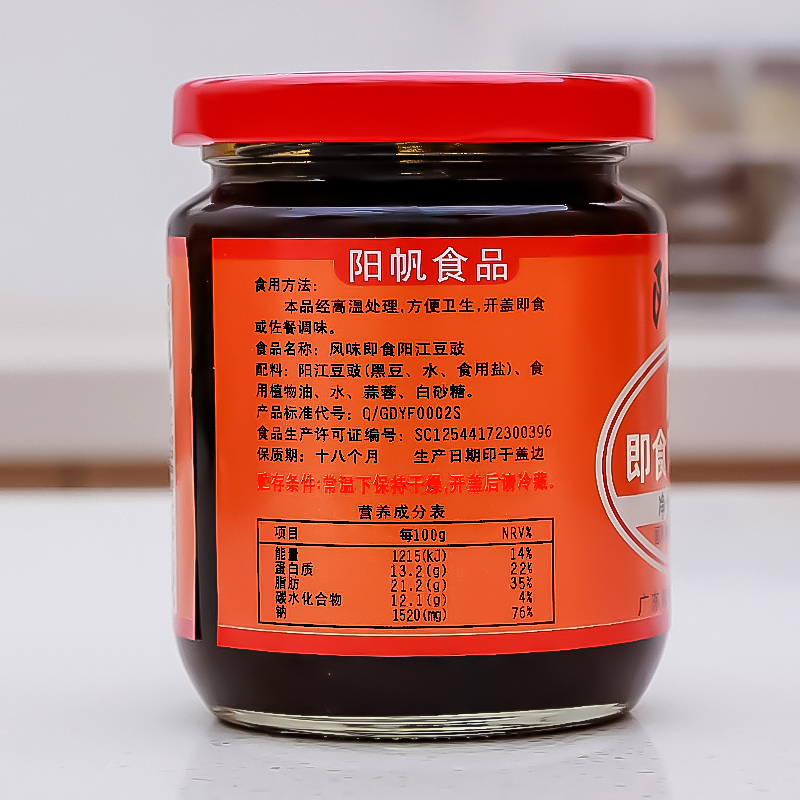 阳帆食品
食用方法：
本品经高温处理，方便卫生，开盖即食
或佐餐调味。
食品名称：风味即食阳江豆豉
配料：阳江豆豉(黑豆、水、食用盐)、食
用植物油、水、蒜蓉、白砂糖。
产品标准代号：Q/GDYF0002S
食品生产许可证编号：SC12544172300396
保质期：十八个月 生产日期印于盖边
贮存条件：常温下保持干燥，开盖后请冷藏。
营养成分表
项目 每100g NRV%
能量 1215(kJ) 14%
蛋白质 13.2(g) 22%
脂肪 21.2(g) 35%
碳水化合物 12.1(g) 4%
钠 1520(mg) 76%
即食
净
广